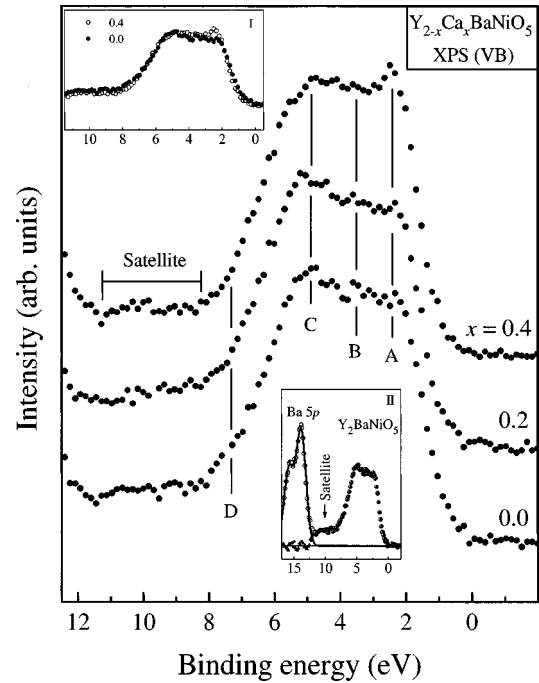 0.4
0.0
I
10 8 6 4 2 0
Y₂₋ₓCaₓBaNiO₅
XPS (VB)
Intensity (arb. units)
Satellite
C
B
A
D
x = 0.4
0.2
0.0
II
Ba 5p
Y₂BaNiO₅
Satellite
15 10 5 0
12 10 8 6 4 2 0
Binding energy (eV)